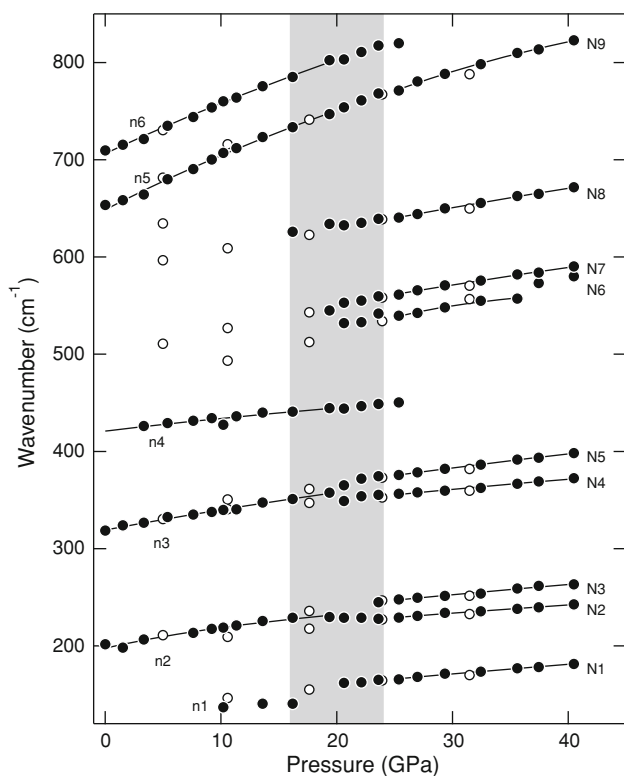 800
700
600
500
400
300
200
Wavenumber (cm-1)
n6
n5
n4
n3
n2
n1
N9
N8
N7
N6
N5
N4
N3
N2
N1
0
10
20
30
40
Pressure (GPa)